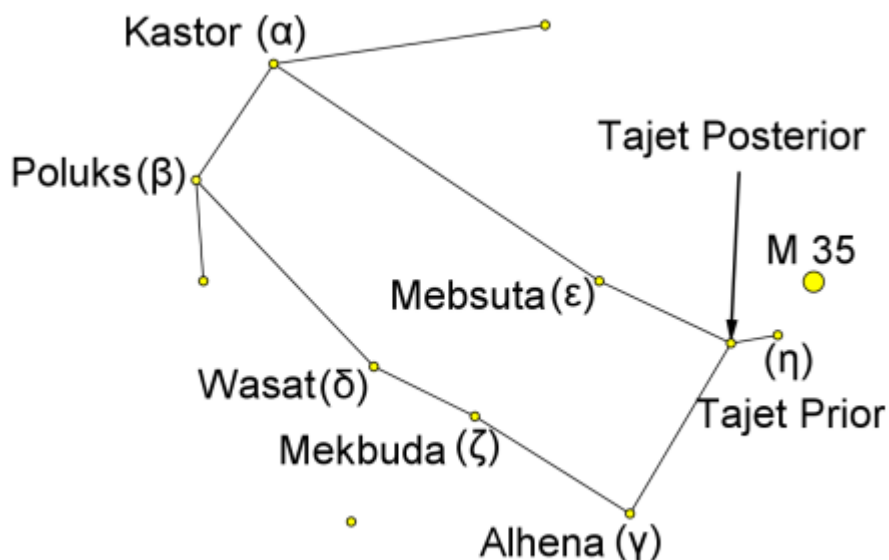 Kastor (α)
Tajet Posterior
Poluks (β)
M 35
Mebsuta (ε)
(η)
Wasat (δ)
Tajet Prior
Mekbuda (ζ)
Alhena (γ)